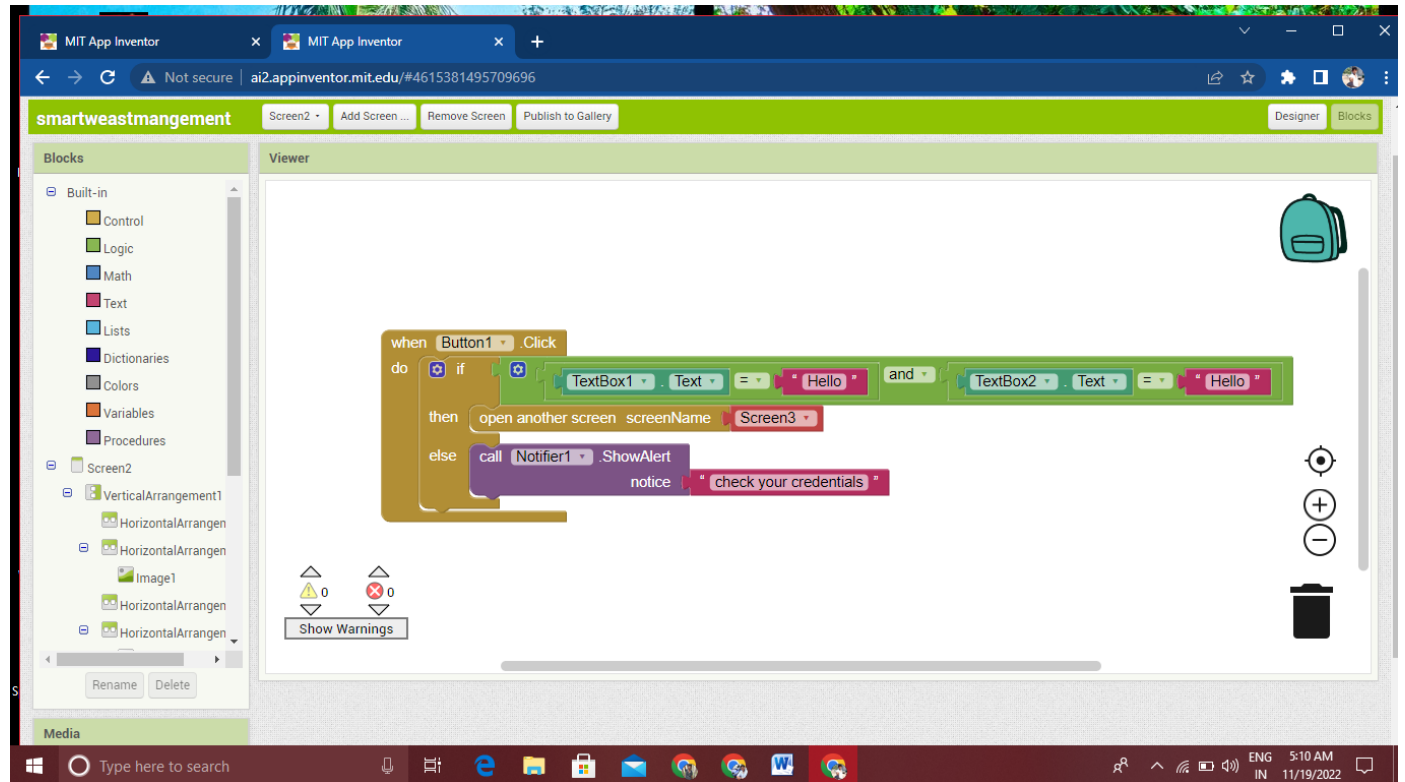 MIT App Inventor
MIT App Inventor
Not secure | ai2.appinventor.mit.edu/#4615381495709696
smartweastmangement
Screen2
Add Screen ...
Remove Screen
Publish to Gallery
Designer
Blocks
Blocks
Viewer
Built-in
Control
Logic
Math
Text
Lists
Dictionaries
Colors
Variables
Procedures
Screen2
VerticalArrangement1
HorizontalArrangen
HorizontalArrangen
Image1
HorizontalArrangen
HorizontalArrangen
Rename
Delete
Media
when Button1 .Click
do if TextBox1 . Text = " Hello " and TextBox2 . Text = " Hello "
then open another screen screenName Screen3
else call Notifier1 .ShowAlert
notice " check your credentials "
0
0
Show Warnings
Type here to search
ENG
IN
5:10 AM
11/19/2022